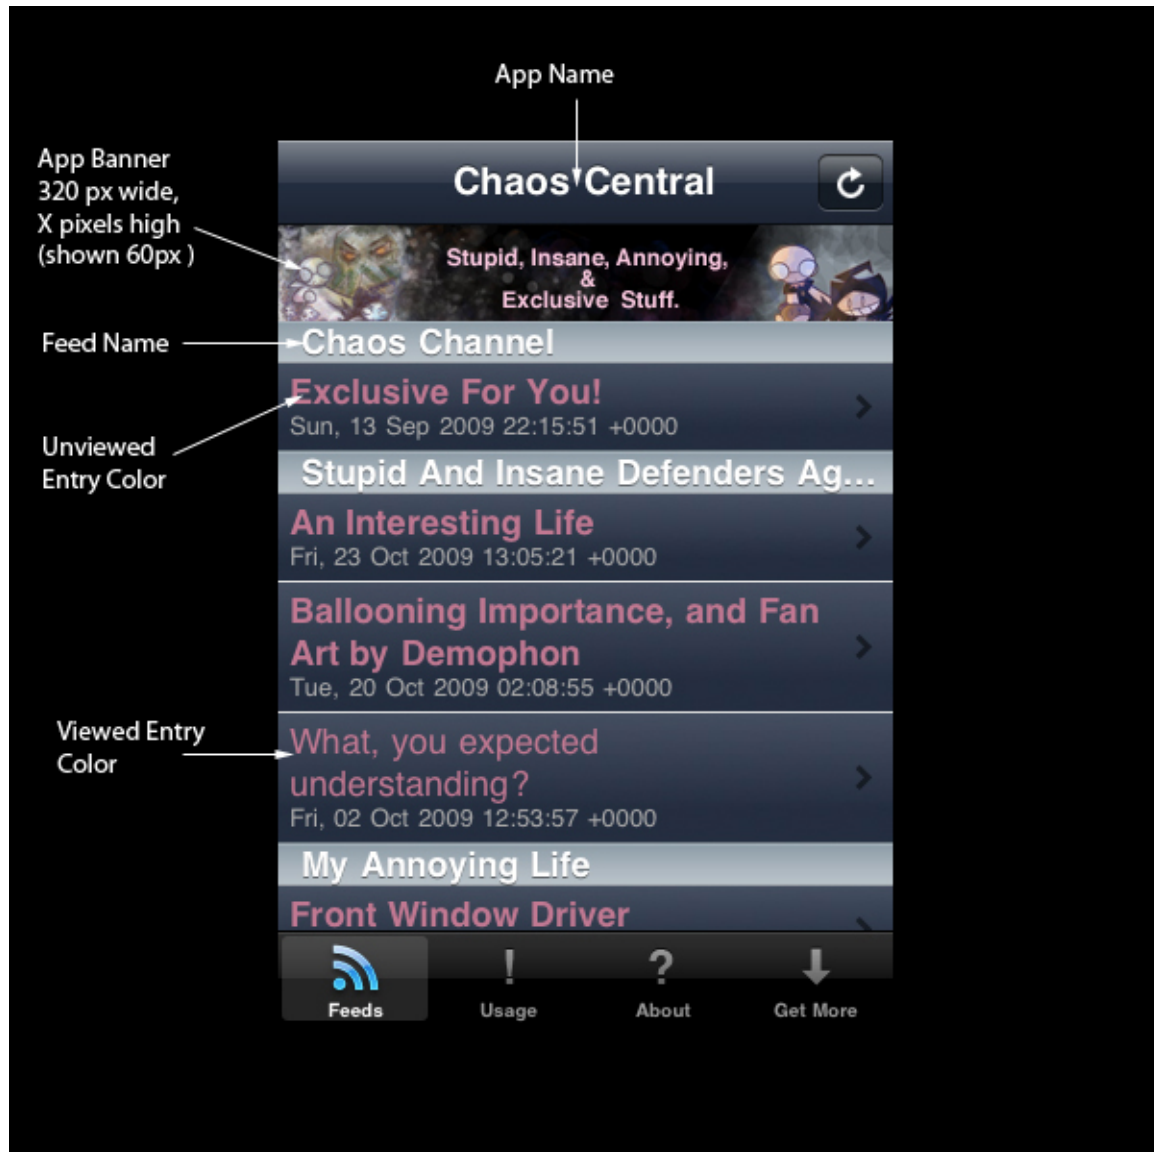 App Name
App Banner
320 px wide,
X pixels high
(shown 60px )
Chaos Central
Stupid, Insane, Annoying,
&
Exclusive Stuff.
Feed Name
Chaos Channel
Exclusive For You!
Sun, 13 Sep 2009 22:15:51 +0000
Unviewed
Entry Color
Stupid And Insane Defenders Ag...
An Interesting Life
Fri, 23 Oct 2009 13:05:21 +0000
Ballooning Importance, and Fan
Art by Demophon
Tue, 20 Oct 2009 02:08:55 +0000
Viewed Entry
Color
What, you expected
understanding?
Fri, 02 Oct 2009 12:53:57 +0000
My Annoying Life
Front Window Driver
Feeds
Usage
About
Get More